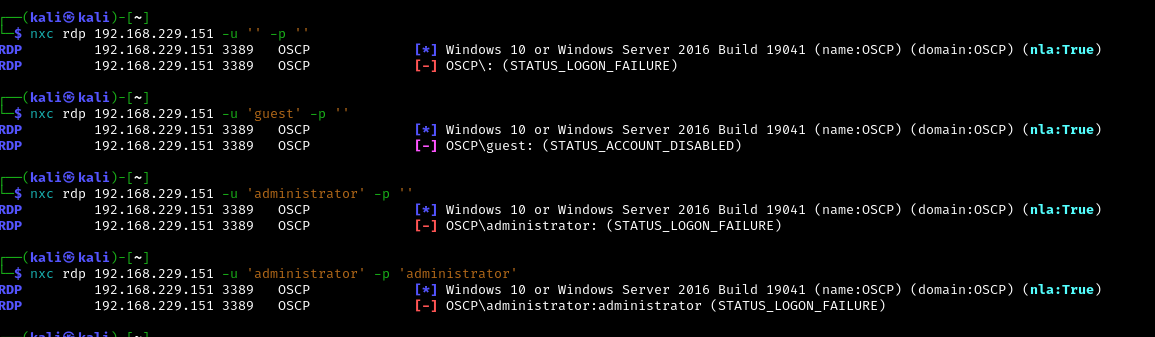 ┌──(kali㉿kali)-[~]
└─$ nxc rdp 192.168.229.151 -u '' -p ''
RDP 192.168.229.151 3389 OSCP [*] Windows 10 or Windows Server 2016 Build 19041 (name:OSCP) (domain:OSCP) (nla:True)
RDP 192.168.229.151 3389 OSCP [-] OSCP\: (STATUS_LOGON_FAILURE)
┌──(kali㉿kali)-[~]
└─$ nxc rdp 192.168.229.151 -u 'guest' -p ''
RDP 192.168.229.151 3389 OSCP [*] Windows 10 or Windows Server 2016 Build 19041 (name:OSCP) (domain:OSCP) (nla:True)
RDP 192.168.229.151 3389 OSCP [-] OSCP\guest: (STATUS_ACCOUNT_DISABLED)
┌──(kali㉿kali)-[~]
└─$ nxc rdp 192.168.229.151 -u 'administrator' -p ''
RDP 192.168.229.151 3389 OSCP [*] Windows 10 or Windows Server 2016 Build 19041 (name:OSCP) (domain:OSCP) (nla:True)
RDP 192.168.229.151 3389 OSCP [-] OSCP\administrator: (STATUS_LOGON_FAILURE)
┌──(kali㉿kali)-[~]
└─$ nxc rdp 192.168.229.151 -u 'administrator' -p 'administrator'
RDP 192.168.229.151 3389 OSCP [*] Windows 10 or Windows Server 2016 Build 19041 (name:OSCP) (domain:OSCP) (nla:True)
RDP 192.168.229.151 3389 OSCP [-] OSCP\administrator:administrator (STATUS_LOGON_FAILURE)
┌──(kali㉿kali)-[~]